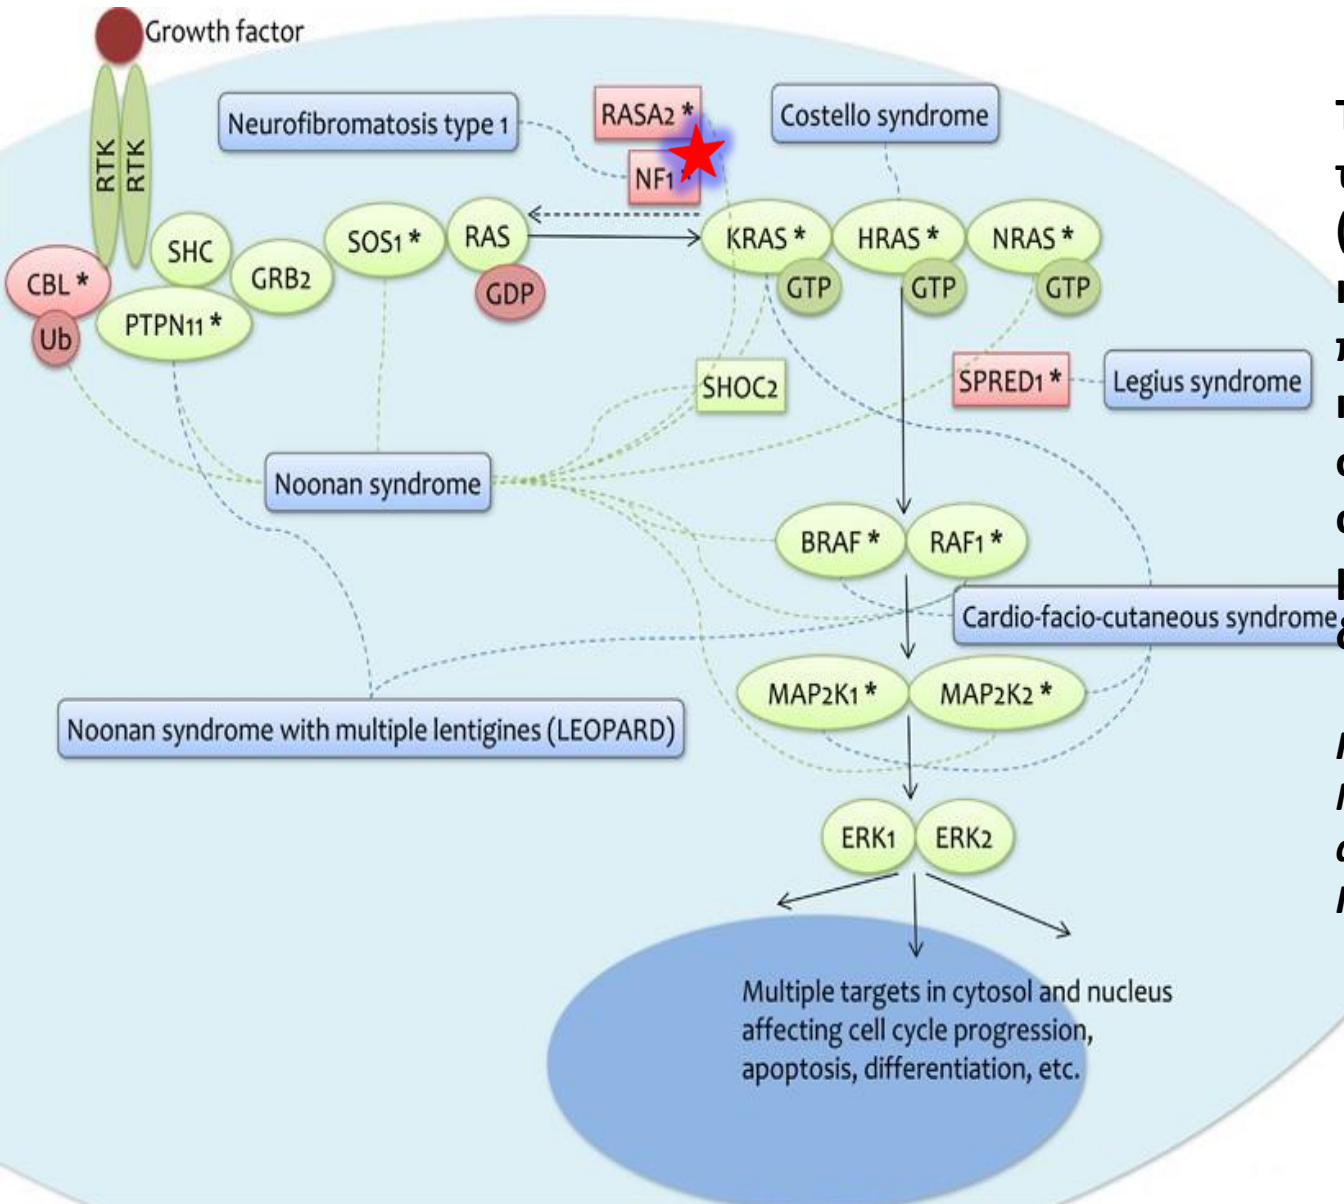 Growth factor
RTK
RTK
Neurofibromatosis type 1
RASA2 *
NF1
Costello syndrome
SHC
GRB2
SOS1 *
RAS
GDP
KRAS *
GTP
HRAS *
GTP
NRAS *
GTP
CBL *
Ub
PTPN11 *
SHOC2
SPRED1 *
Legius syndrome
Noonan syndrome
BRAF *
RAF1 *
Cardio-facio-cutaneous syndrome
MAP2K1 *
MAP2K2 *
Noonan syndrome with multiple lentigines (LEOPARD)
ERK1
ERK2
Multiple targets in cytosol and nucleus
affecting cell cycle progression,
apoptosis, differentiation, etc.